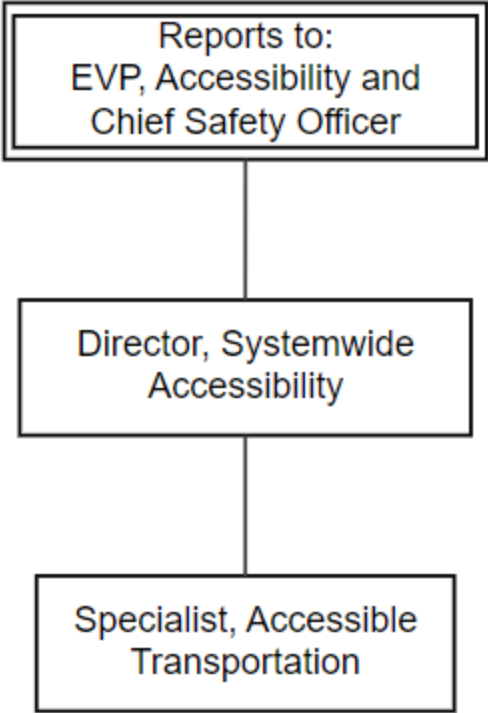 Reports to:
EVP, Accessibility and
Chief Safety Officer
Director, Systemwide
Accessibility
Specialist, Accessible
Transportation